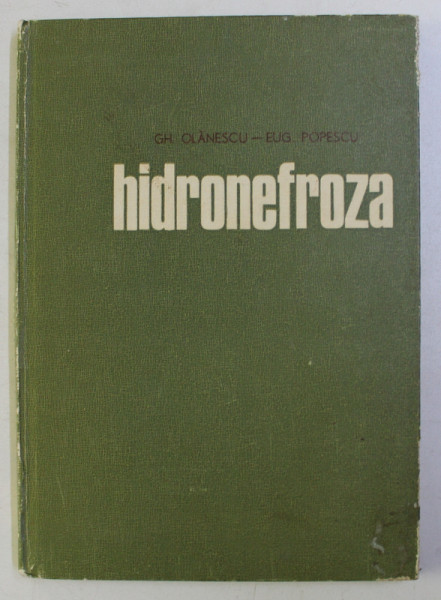 GH. OLĂNESCU — EUG. POPESCU
hidronefroza